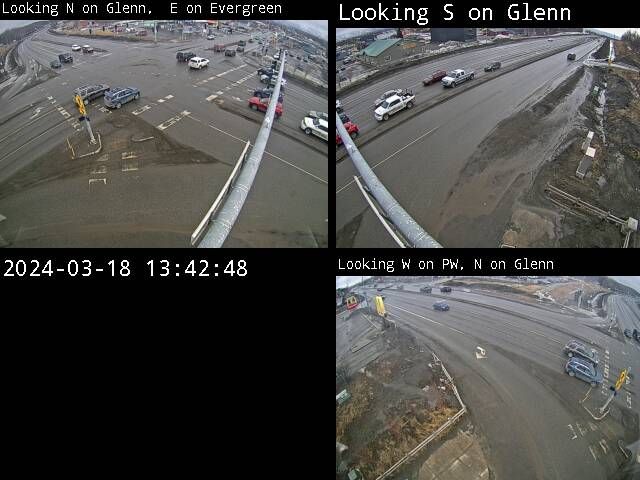 Looking N on Glenn,  E on Evergreen
Looking S on Glenn
2024-03-18 13:42:48
Looking W on PW, N on Glenn